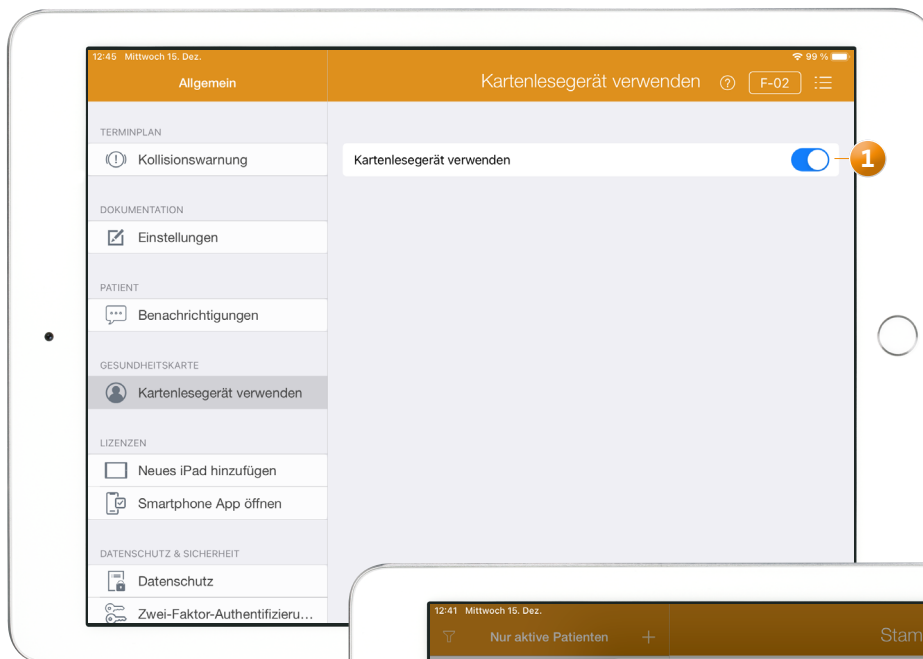 12:45 Mittwoch 15. Dez.
99 %
Allgemein
Kartenlesegerät verwenden
?
F-02
TERMINPLAN
Kollisionswarnung
Kartenlesegerät verwenden
1
DOKUMENTATION
Einstellungen
PATIENT
Benachrichtigungen
GESUNDHEITSKARTE
Kartenlesegerät verwenden
LIZENZEN
Neues iPad hinzufügen
Smartphone App öffnen
DATENSCHUTZ & SICHERHEIT
Datenschutz
Zwei-Faktor-Authentifizieru...
12:41 Mittwoch 15. Dez.
Nur aktive Patienten +
Stam